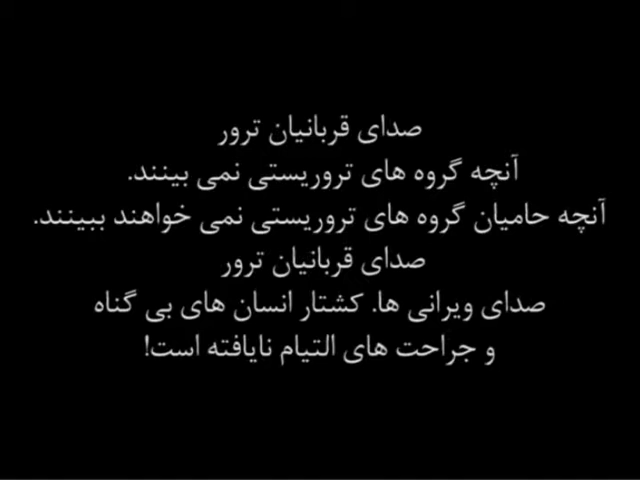 صدای قربانیان ترور
آنچه گروه های تروریستی نمی بینند.
آنچه حامیان گروه های تروریستی نمی خواهند ببینند.
صدای قربانیان ترور
صدای ویرانی ها. کشتار انسان های بی گناه
و جراحت های التیام نایافته است!